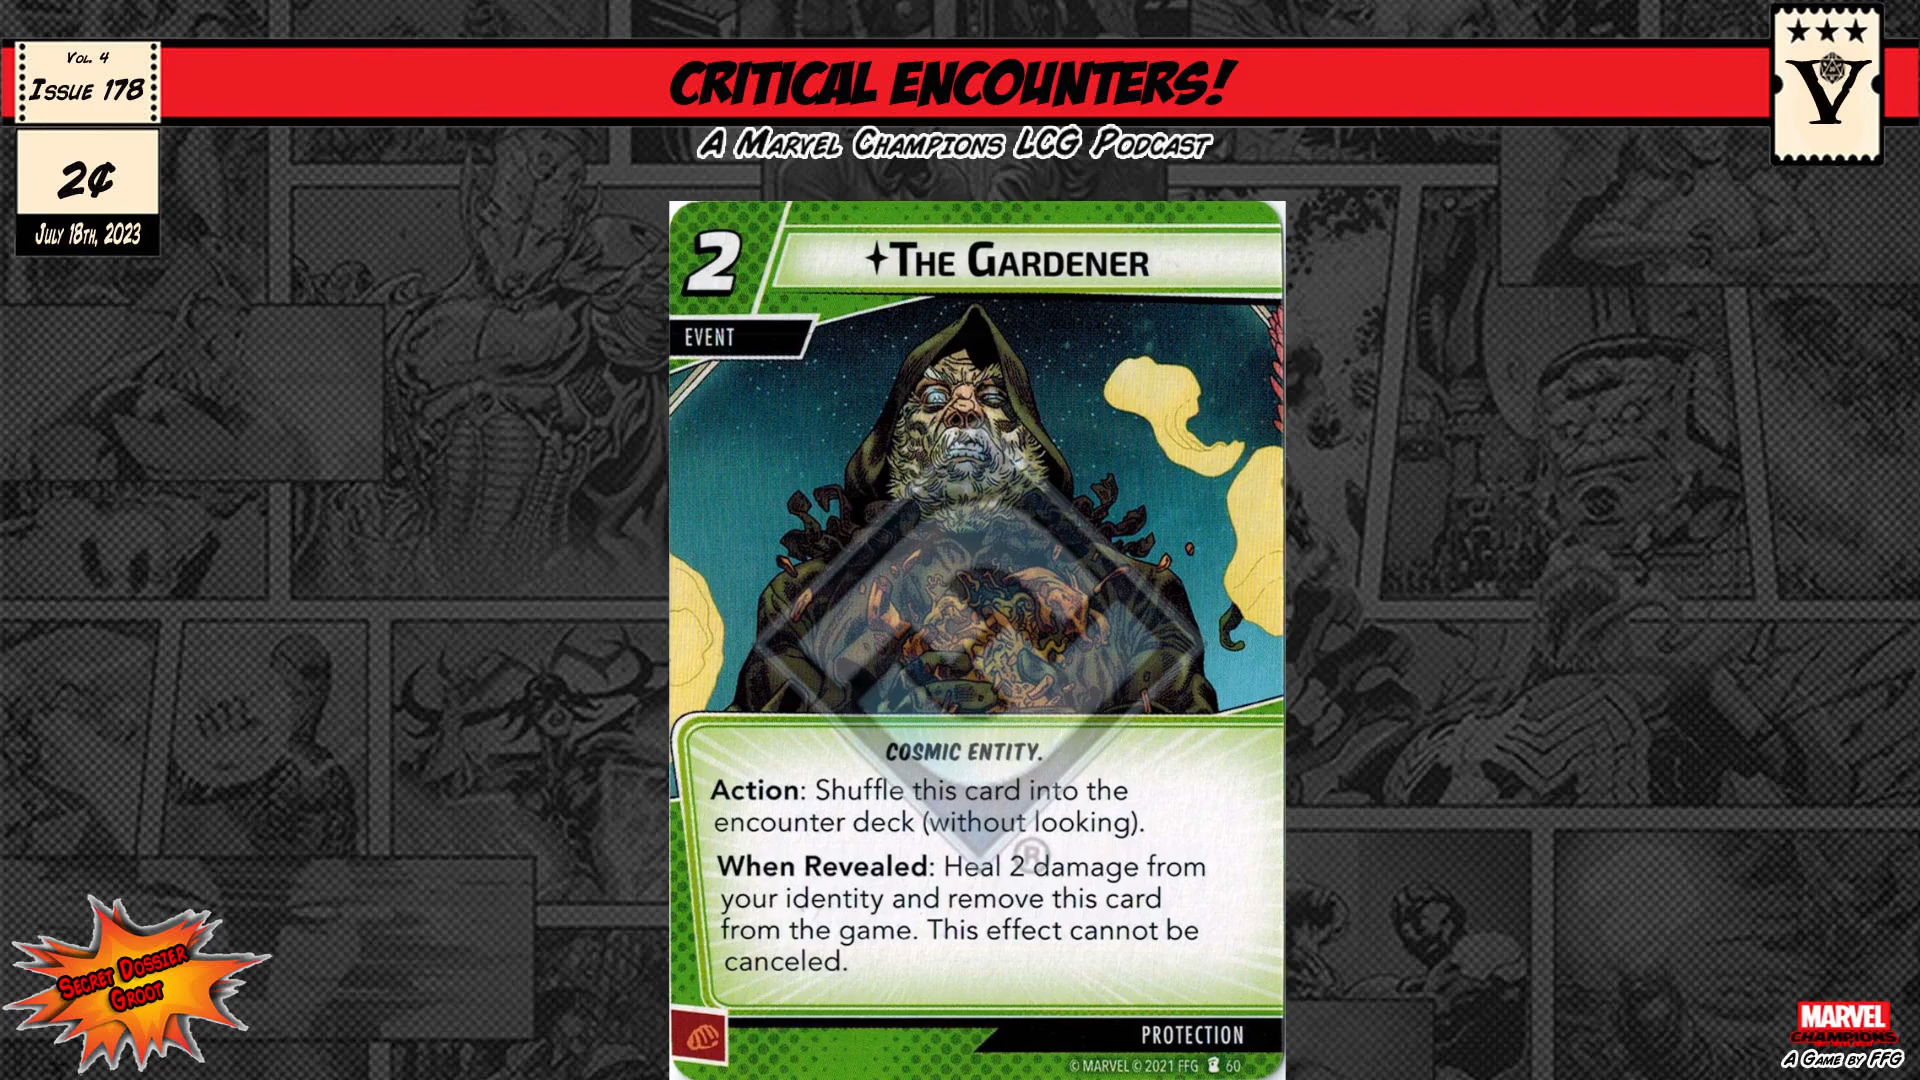 Vol. 4
Issue 178
2¢
July 18th, 2023
CRITICAL ENCOUNTERS!
A Marvel Champions LCG Podcast
V
2
THE GARDENER
EVENT
COSMIC ENTITY.
Action: Shuffle this card into the
encounter deck (without looking).
When Revealed: Heal 2 damage from
your identity and remove this card
from the game. This effect cannot be
canceled.
®
PROTECTION
© MARVEL © 2021 FFG 60
Secret Dossier
Groot
MARVEL
CHAMPIONS
A Game by FFG